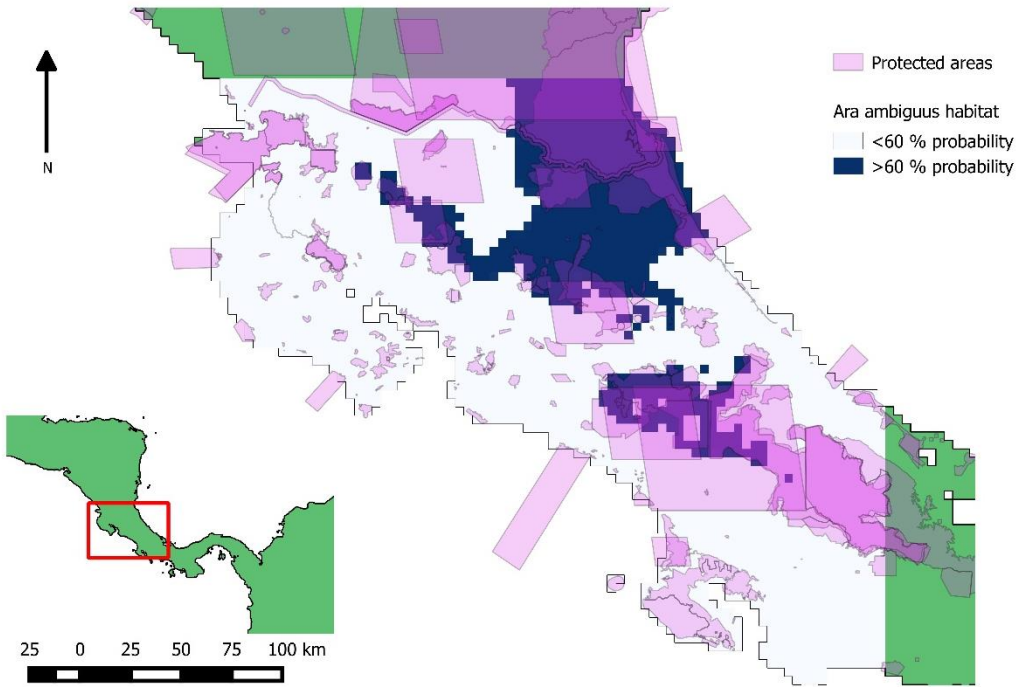 N
Protected areas
Ara ambiguus habitat
<60 % probability
>60 % probability
25 0 25 50 75 100 km